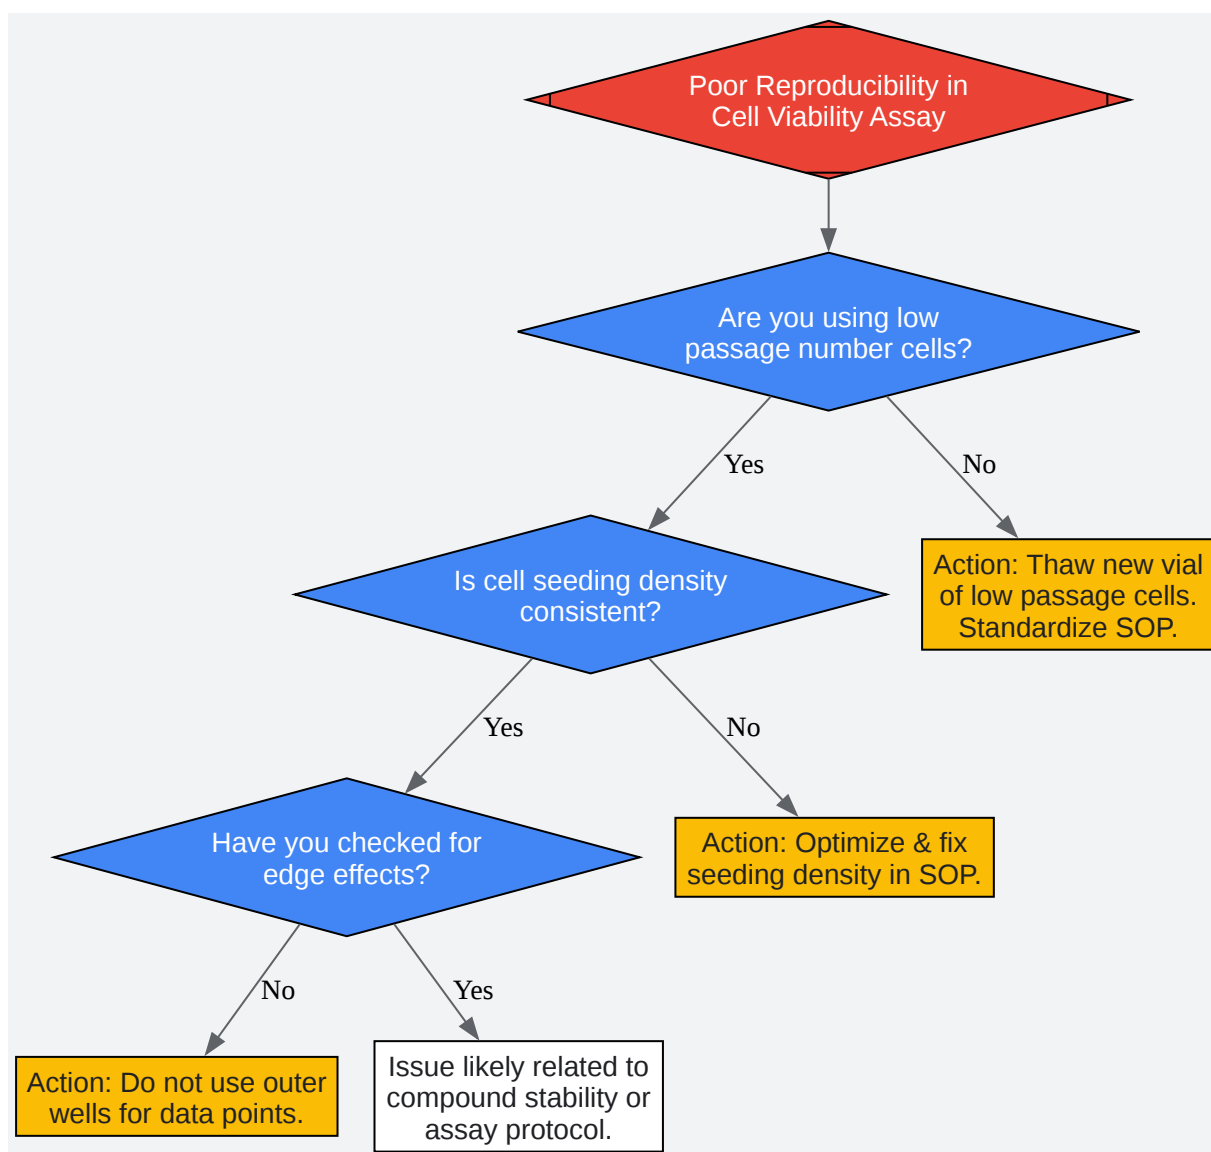 Poor Reproducibility in
Cell Viability Assay
Are you using low
passage number cells?
Yes
No
Is cell seeding density
consistent?
Action: Thaw new vial
of low passage cells.
Standardize SOP.
Yes
No
Have you checked for
edge effects?
Action: Optimize & fix
seeding density in SOP.
No
Yes
Action: Do not use outer
wells for data points.
Issue likely related to
compound stability or
assay protocol.